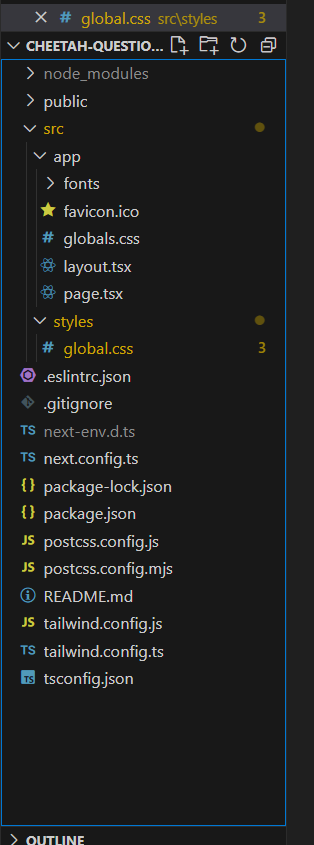 global.css src\styles 3
CHEETAH-QUESTIO...
node_modules
public
src
app
fonts
favicon.ico
# globals.css
layout.tsx
page.tsx
styles
# global.css 3
.eslintrc.json
.gitignore
TS next-env.d.ts
TS next.config.ts
{} package-lock.json
{} package.json
JS postcss.config.js
JS postcss.config.mjs
README.md
JS tailwind.config.js
TS tailwind.config.ts
TS tsconfig.json
OUTLINE